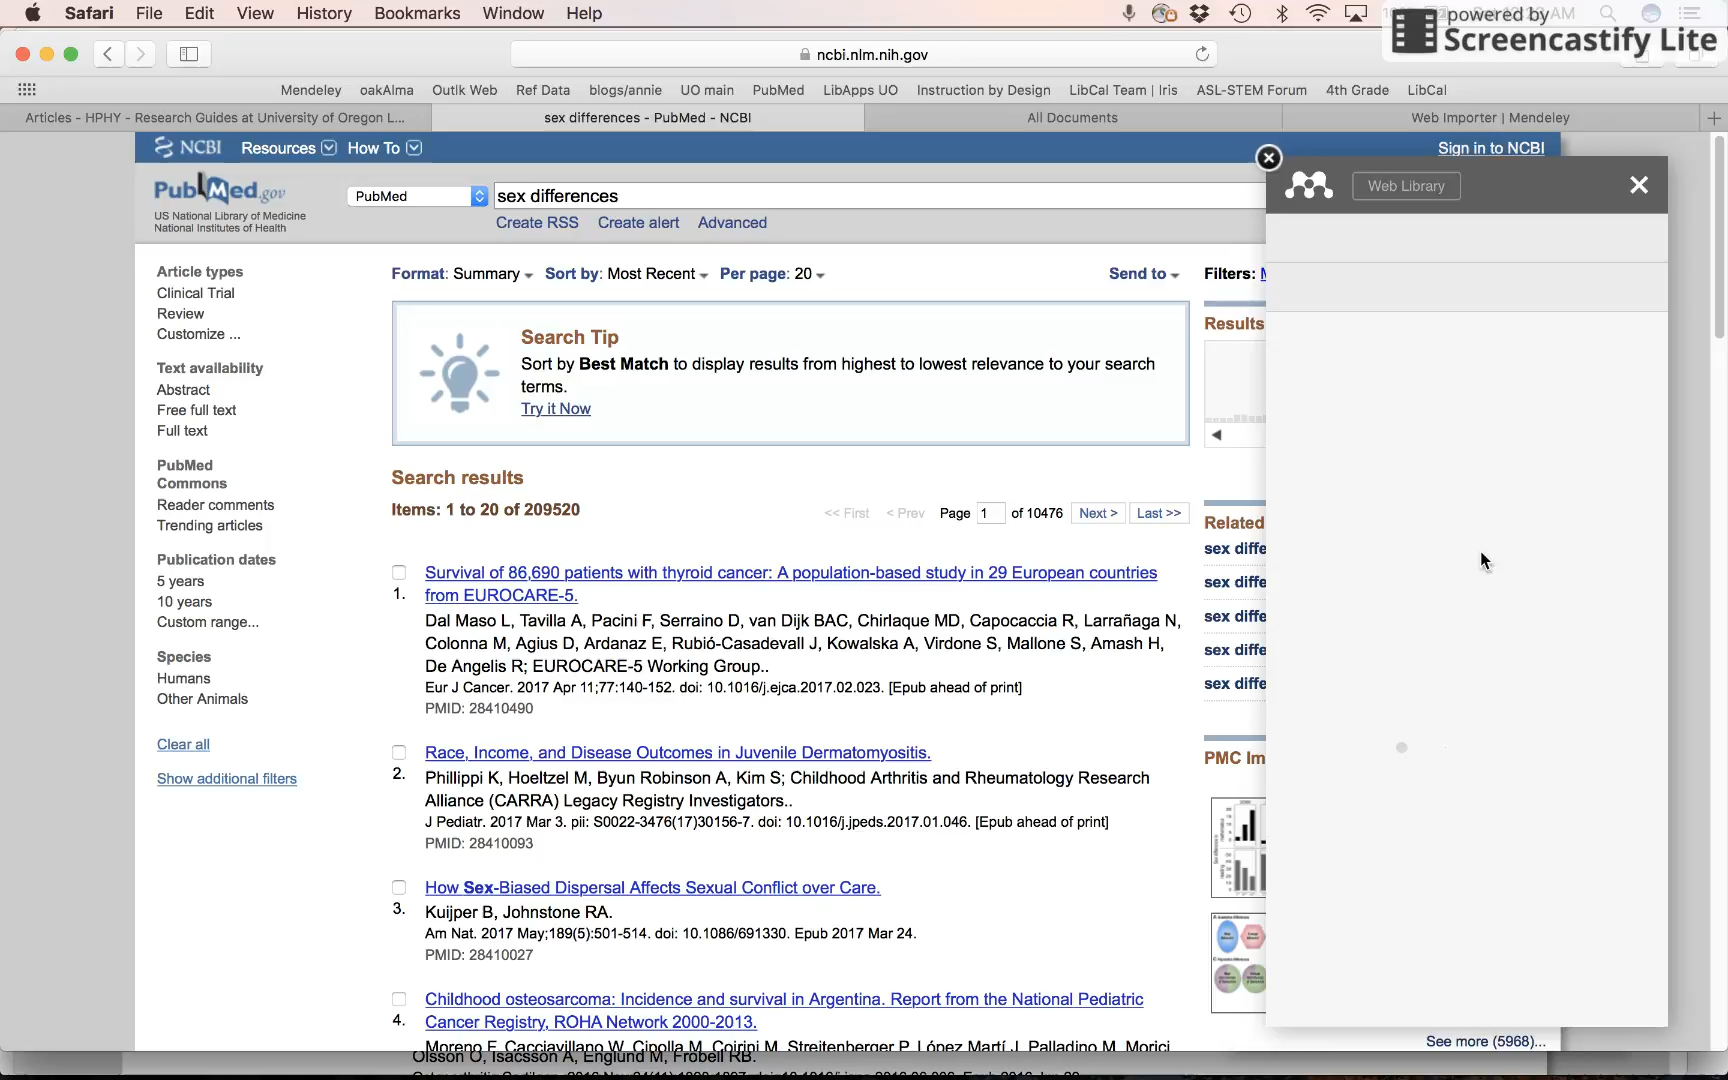 Safari File Edit View History Bookmarks Window Help
powered by
Screencastify Lite
AM
ncbi.nlm.nih.gov
Mendeley oakAlma Outlk Web Ref Data blogs/annie UO main PubMed LibApps UO Instruction by Design LibCal Team | Iris ASL-STEM Forum 4th Grade LibCal
Articles - HPHY - Research Guides at University of Oregon L... sex differences - PubMed - NCBI All Documents Web Importer | Mendeley
NCBI Resources How To Sign in to NCBI
PubMed.gov
US National Library of Medicine
National Institutes of Health
PubMed sex differences
Create RSS Create alert Advanced
Web Library
Article types
Clinical Trial
Review
Customize ...
Text availability
Abstract
Free full text
Full text
PubMed
Commons
Reader comments
Trending articles
Publication dates
5 years
10 years
Custom range...
Species
Humans
Other Animals
Clear all
Show additional filters
Format: Summary Sort by: Most Recent Per page: 20 Send to
Search Tip
Sort by Best Match to display results from highest to lowest relevance to your search
terms.
Try it Now
Search results
Items: 1 to 20 of 209520
<< First < Prev Page 1 of 10476 Next > Last >>
Survival of 86,690 patients with thyroid cancer: A population-based study in 29 European countries
1. from EUROCARE-5.
Dal Maso L, Tavilla A, Pacini F, Serraino D, van Dijk BAC, Chirlaque MD, Capocaccia R, Larrañaga N,
Colonna M, Agius D, Ardanaz E, Rubió-Casadevall J, Kowalska A, Virdone S, Mallone S, Amash H,
De Angelis R; EUROCARE-5 Working Group..
Eur J Cancer. 2017 Apr 11;77:140-152. doi: 10.1016/j.ejca.2017.02.023. [Epub ahead of print]
PMID: 28410490
Race, Income, and Disease Outcomes in Juvenile Dermatomyositis.
2. Phillippi K, Hoeltzel M, Byun Robinson A, Kim S; Childhood Arthritis and Rheumatology Research
Alliance (CARRA) Legacy Registry Investigators..
J Pediatr. 2017 Mar 3. pii: S0022-3476(17)30156-7. doi: 10.1016/j.jpeds.2017.01.046. [Epub ahead of print]
PMID: 28410093
How Sex-Biased Dispersal Affects Sexual Conflict over Care.
3. Kuijper B, Johnstone RA.
Am Nat. 2017 May;189(5):501-514. doi: 10.1086/691330. Epub 2017 Mar 24.
PMID: 28410027
Childhood osteosarcoma: Incidence and survival in Argentina. Report from the National Pediatric
4. Cancer Registry, ROHA Network 2000-2013.
Moreno F, Cacciavillano W, Cipolla M, Coirini M, Streitenberger P, López Martí J, Palladino M, Morici
Olsson O, Isacsson A, Englund M, Frobell RB.
Filters:
Results
Related
sex diffe
sex diffe
sex diffe
sex diffe
sex diffe
PMC Im
See more (5968)...